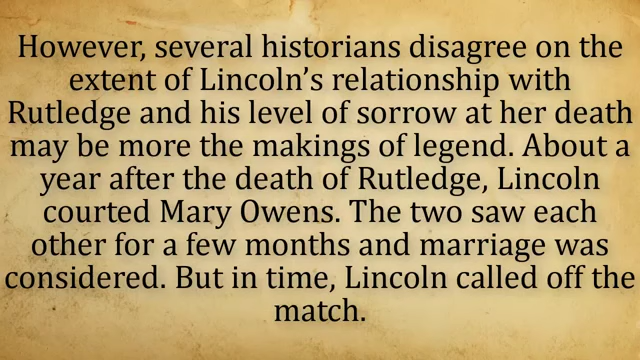 However, several historians disagree on the
extent of Lincoln’s relationship with
Rutledge and his level of sorrow at her death
may be more the makings of legend. About a
year after the death of Rutledge, Lincoln
courted Mary Owens. The two saw each
other for a few months and marriage was
considered. But in time, Lincoln called off the
match.